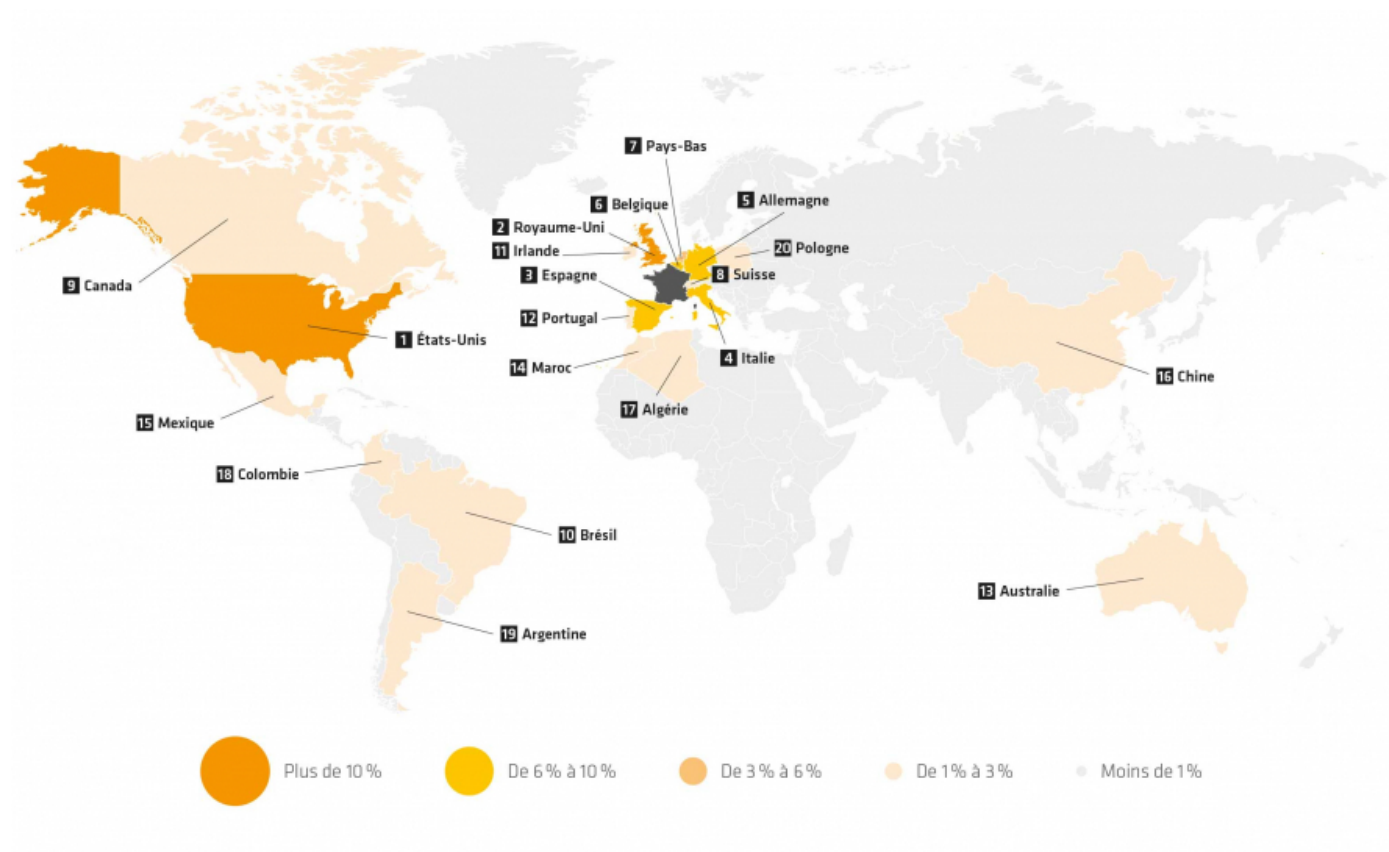 7 Pays-Bas
6 Belgique
5 Allemagne
2 Royaume-Uni
11 Irlande
20 Pologne
3 Espagne
8 Suisse
9 Canada
12 Portugal
1 États-Unis
4 Italie
14 Maroc
16 Chine
17 Algérie
15 Mexique
18 Colombie
10 Brésil
13 Australie
19 Argentine
Plus de 10 %
De 6 % à 10 %
De 3 % à 6 %
De 1 % à 3 %
Moins de 1 %